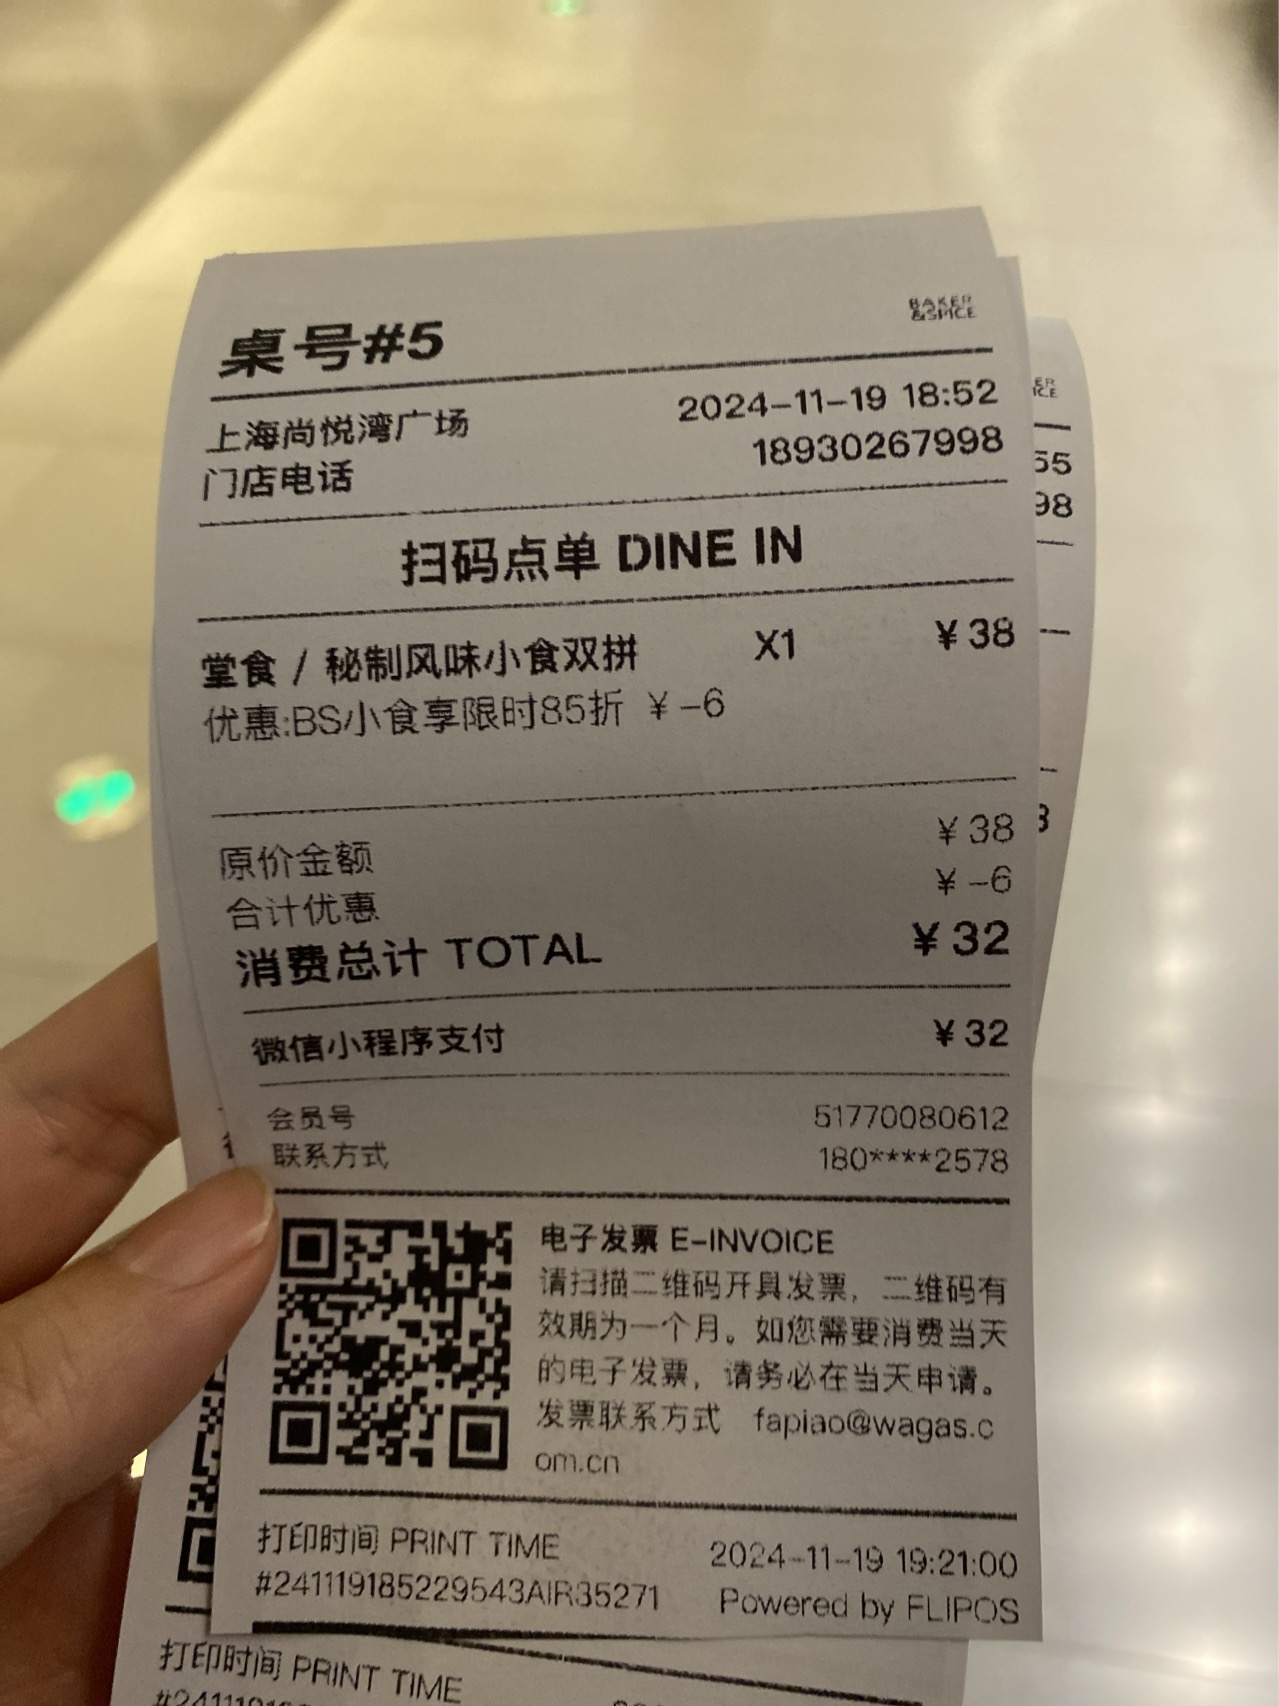 桌号#5
BAKER
&SPICE
上海尚悦湾广场 2024-11-19 18:52
门店电话 18930267998
扫码点单 DINE IN
堂食 / 秘制风味小食双拼 X1 ¥38
优惠:BS小食享限时85折 ¥-6
原价金额 ¥38
合计优惠 ¥-6
消费总计 TOTAL ¥32
微信小程序支付 ¥32
会员号 51770080612
联系方式 180****2578
电子发票 E-INVOICE
请扫描二维码开具发票，二维码有
效期为一个月。如您需要消费当天
的电子发票，请务必在当天申请。
发票联系方式 fapiao@wagas.c
om.cn
打印时间 PRINT TIME 2024-11-19 19:21:00
#241119185229543AIR35271 Powered by FLIPOS
ER
ICE
55
98
打印时间 PRINT TIME